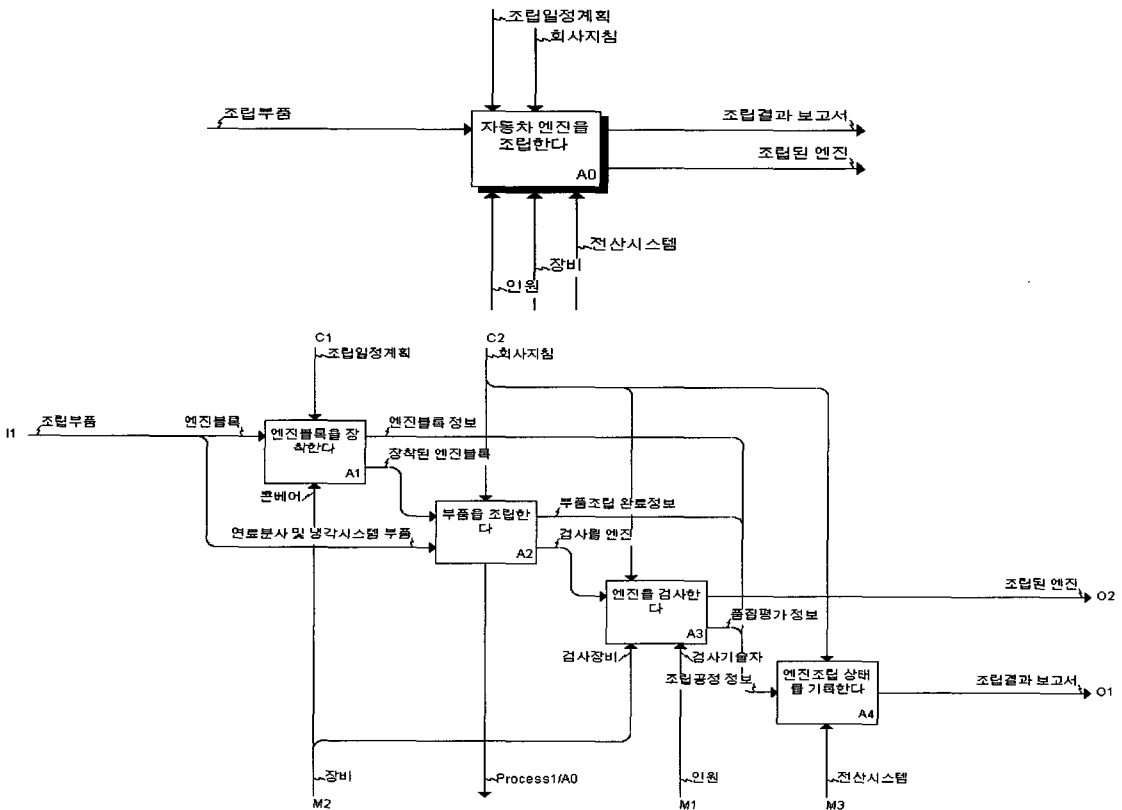 조립일정계획
회사지침
조립부품
자동차 엔진을
조립한다
A0
조립결과 보고서
조립된 엔진
전산시스템
장비
인원
C1
조립일정계획
C2
회사지침
I1
조립부품
엔진블록
엔진블록을 장
착한다
A1
엔진블록 정보
장착된 엔진블록
콘베어
연료분사 및 냉각시스템 부품
부품을 조립한
다
A2
부품조립 완료정보
검사될 엔진
엔진을 검사한
다
A3
조립된 엔진
O2
품집평가 정보
검사장비
검사기술자
조립공정 정보
엔진조립 상태
를 기록한다
A4
조립결과 보고서
O1
장비
M2
Process1/A0
인원
M1
전산시스템
M3